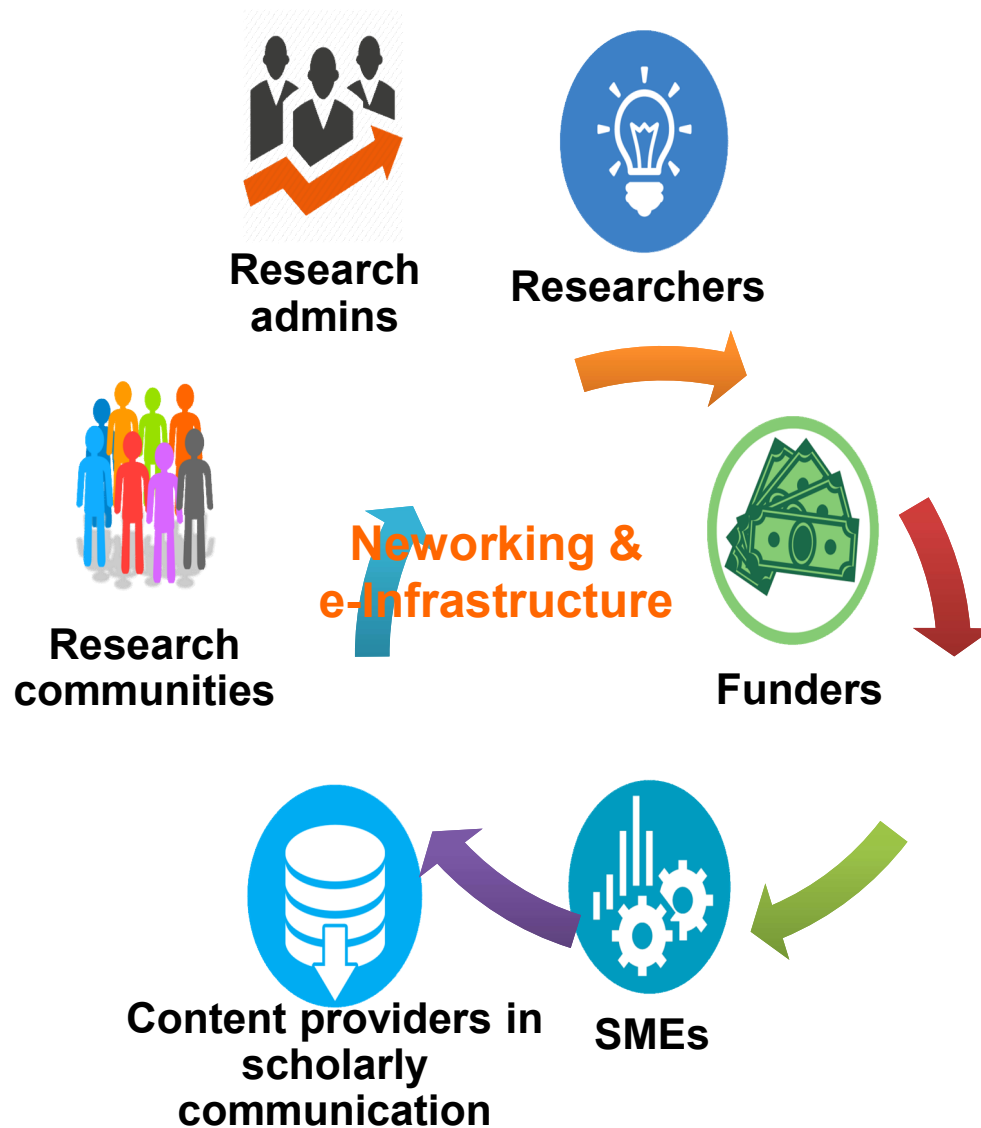 Research
admins
Researchers
Neworking &
e-Infrastructure
Research
communities
Funders
Content providers in
scholarly
communication
SMEs